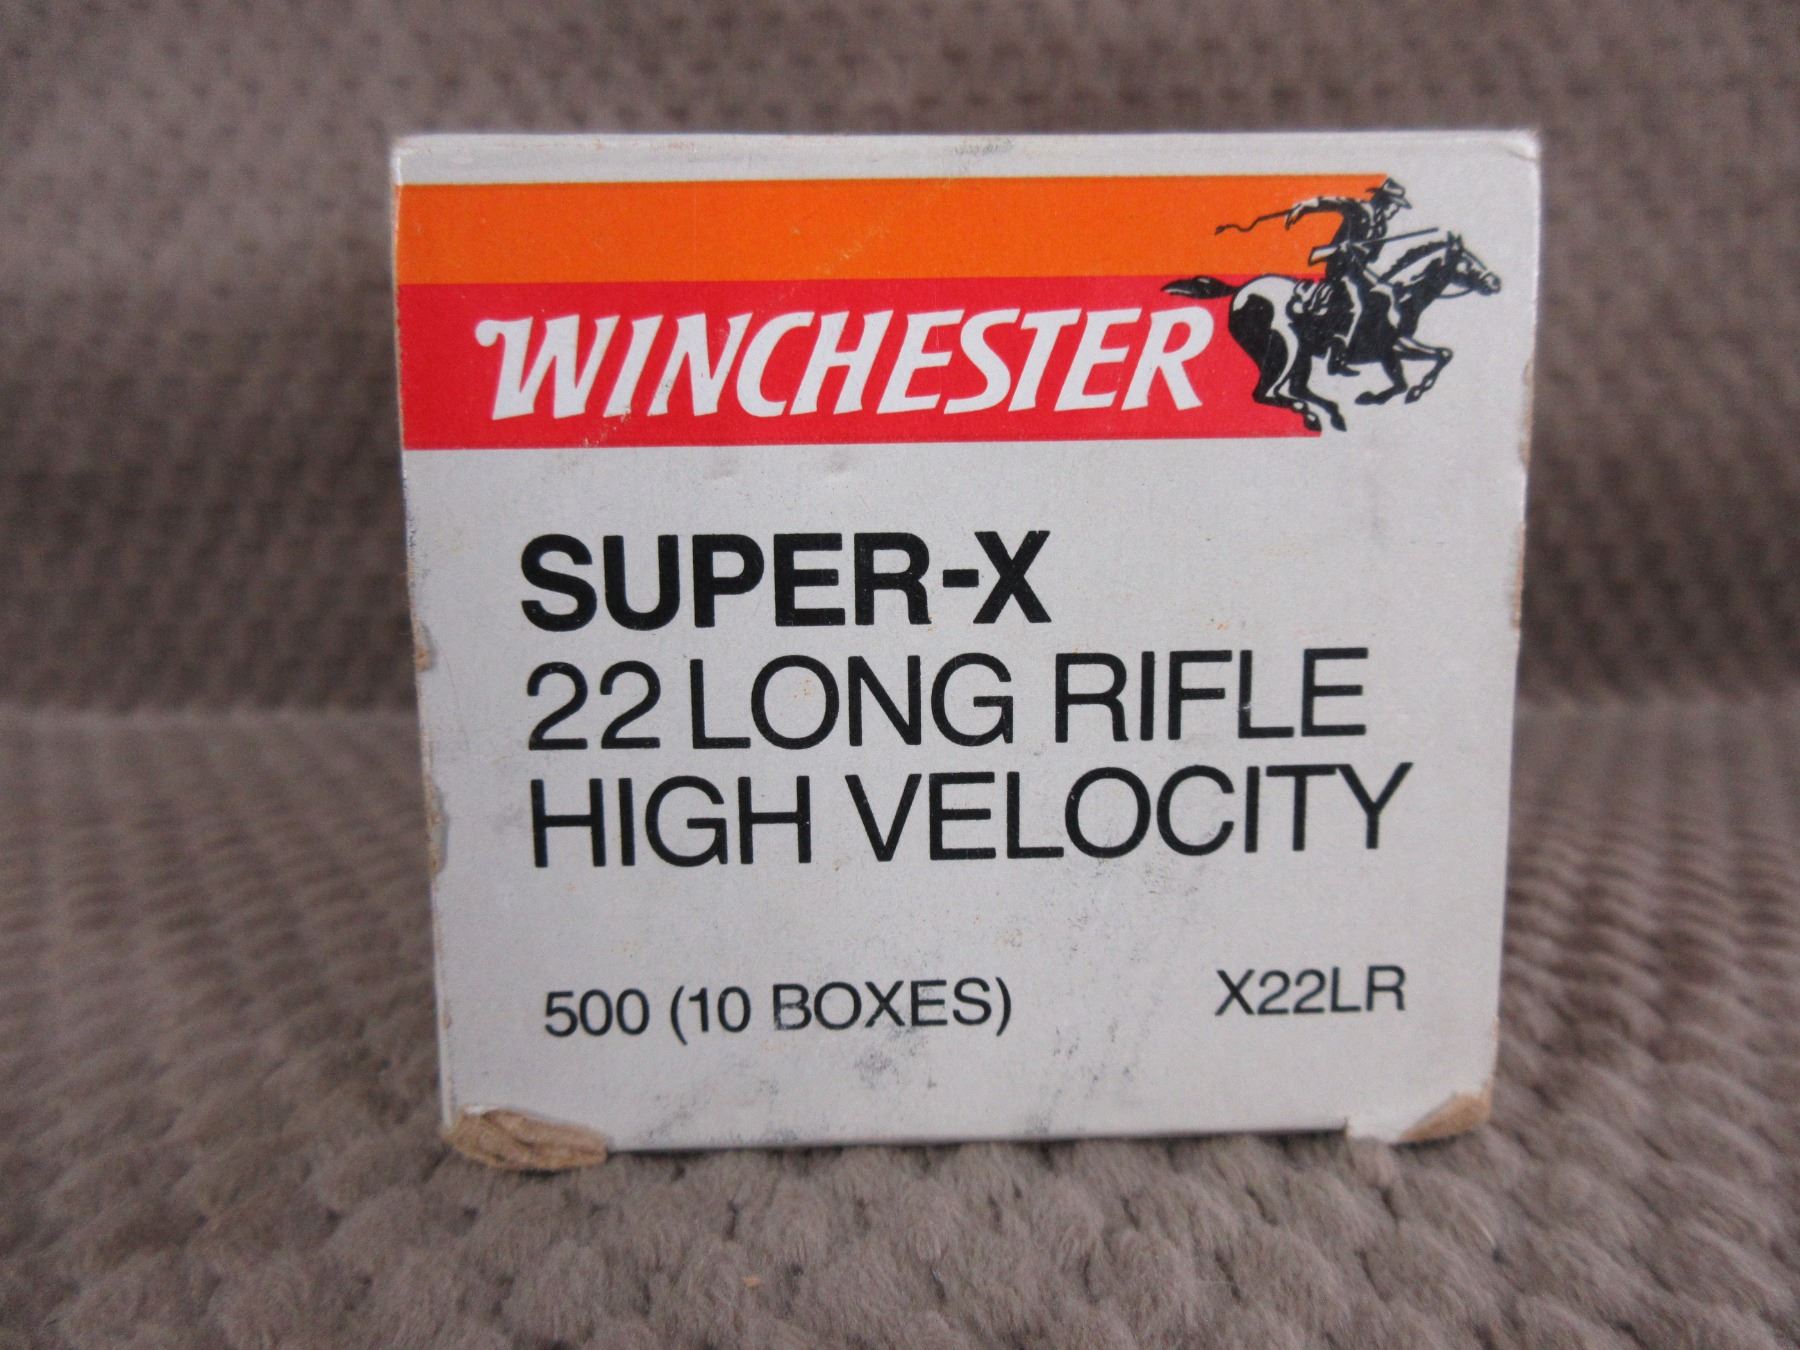 WINCHESTER
SUPER-X
22 LONG RIFLE
HIGH VELOCITY
500 (10 BOXES) X22LR